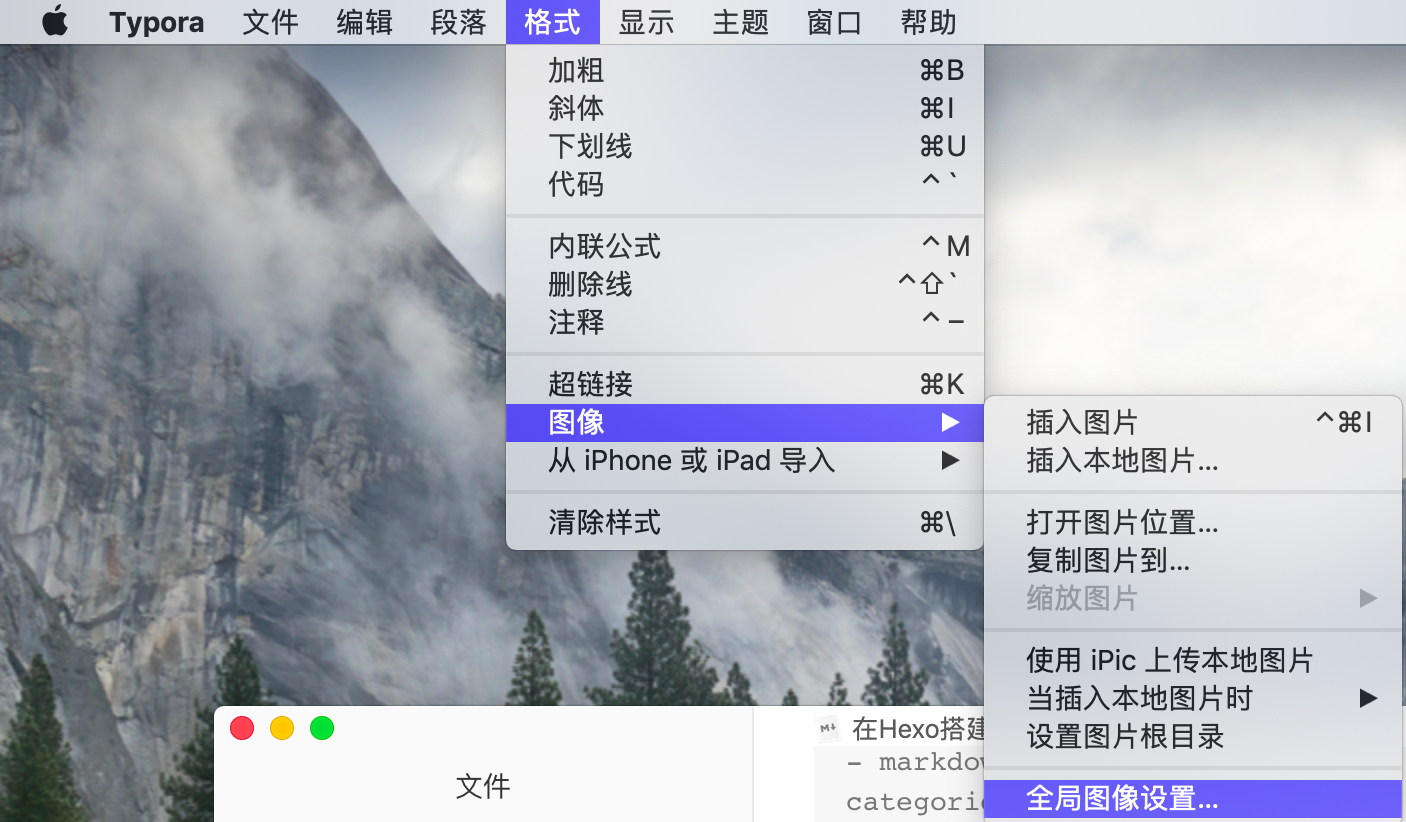 Typora 文件 编辑 段落 格式 显示 主题 窗口 帮助
加粗 ⌘B
斜体 ⌘I
下划线 ⌘U
代码 ^ `
内联公式 ^ M
删除线 ^⇧`
注释 ^ −
超链接 ⌘K
图像 ▶
从 iPhone 或 iPad 导入 ▶
清除样式 ⌘\
插入图片 ^⌘I
插入本地图片...
打开图片位置...
复制图片到...
缩放图片 ▶
使用 iPic 上传本地图片
当插入本地图片时 ▶
设置图片根目录
全局图像设置...
文件
在Hexo搭建
- markdow
categorie